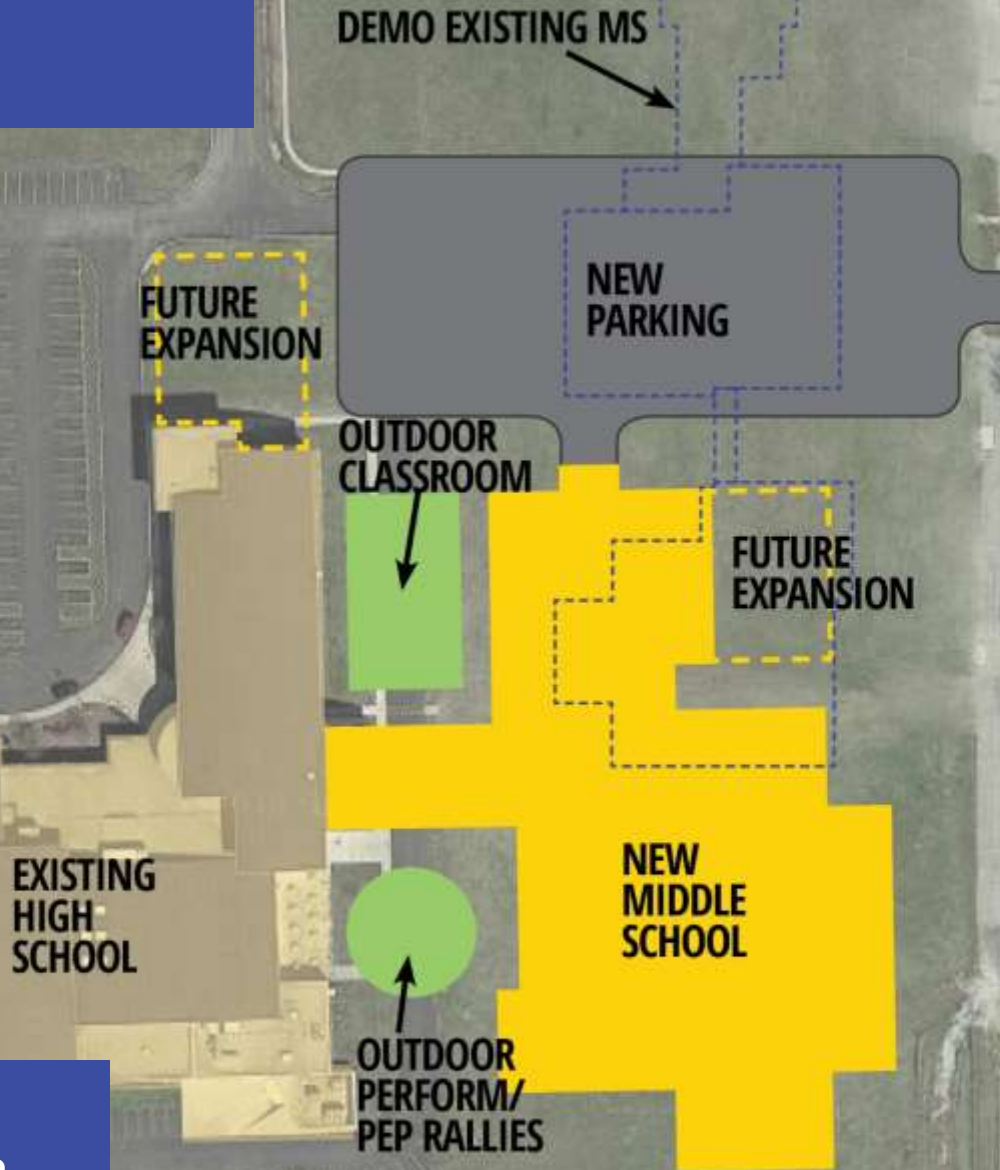 DEMO EXISTING MS
NEW
PARKING
FUTURE
EXPANSION
OUTDOOR
CLASSROOM
FUTURE
EXPANSION
EXISTING
HIGH
SCHOOL
NEW
MIDDLE
SCHOOL
OUTDOOR
PERFORM/
PEP RALLIES